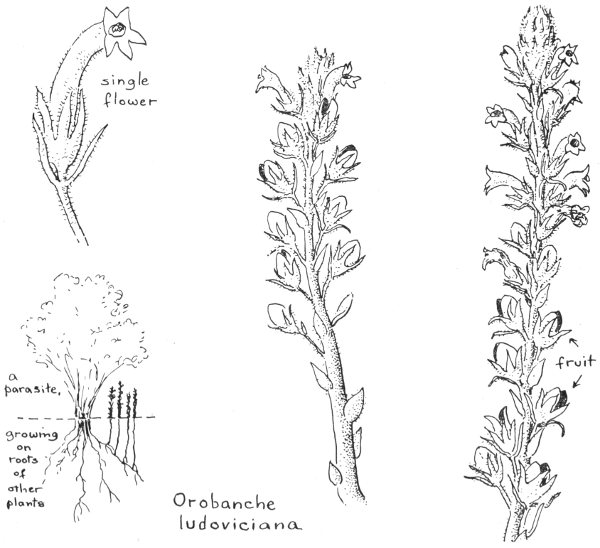 single
flower
fruit
a
parasite,
growing
on
roots
of
other
plants
Orobanche
ludoviciana